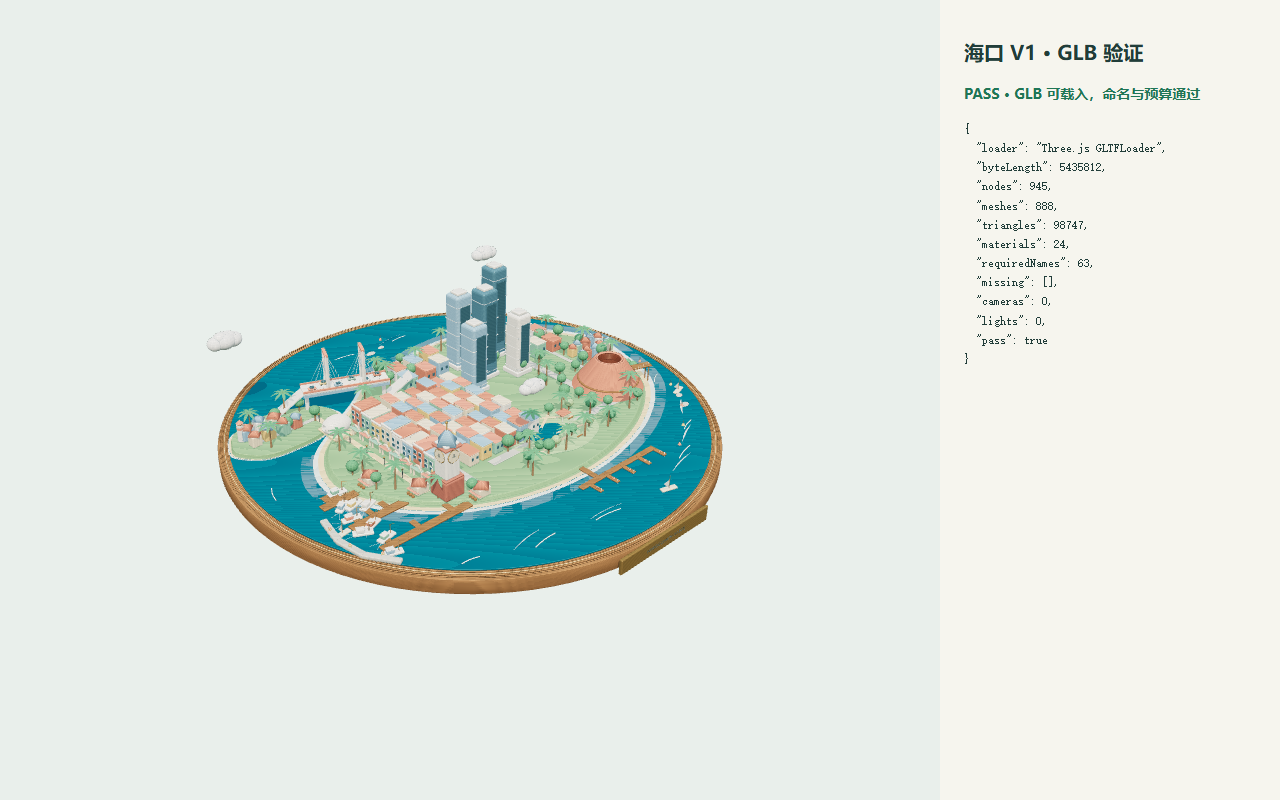 海口 V1 • GLB 验证
PASS • GLB 可载入，命名与预算通过
{
  "loader": "Three.js GLTFLoader",
  "byteLength": 5435812,
  "nodes": 945,
  "meshes": 888,
  "triangles": 98747,
  "materials": 24,
  "requiredNames": 63,
  "missing": [],
  "cameras": 0,
  "lights": 0,
  "pass": true
}